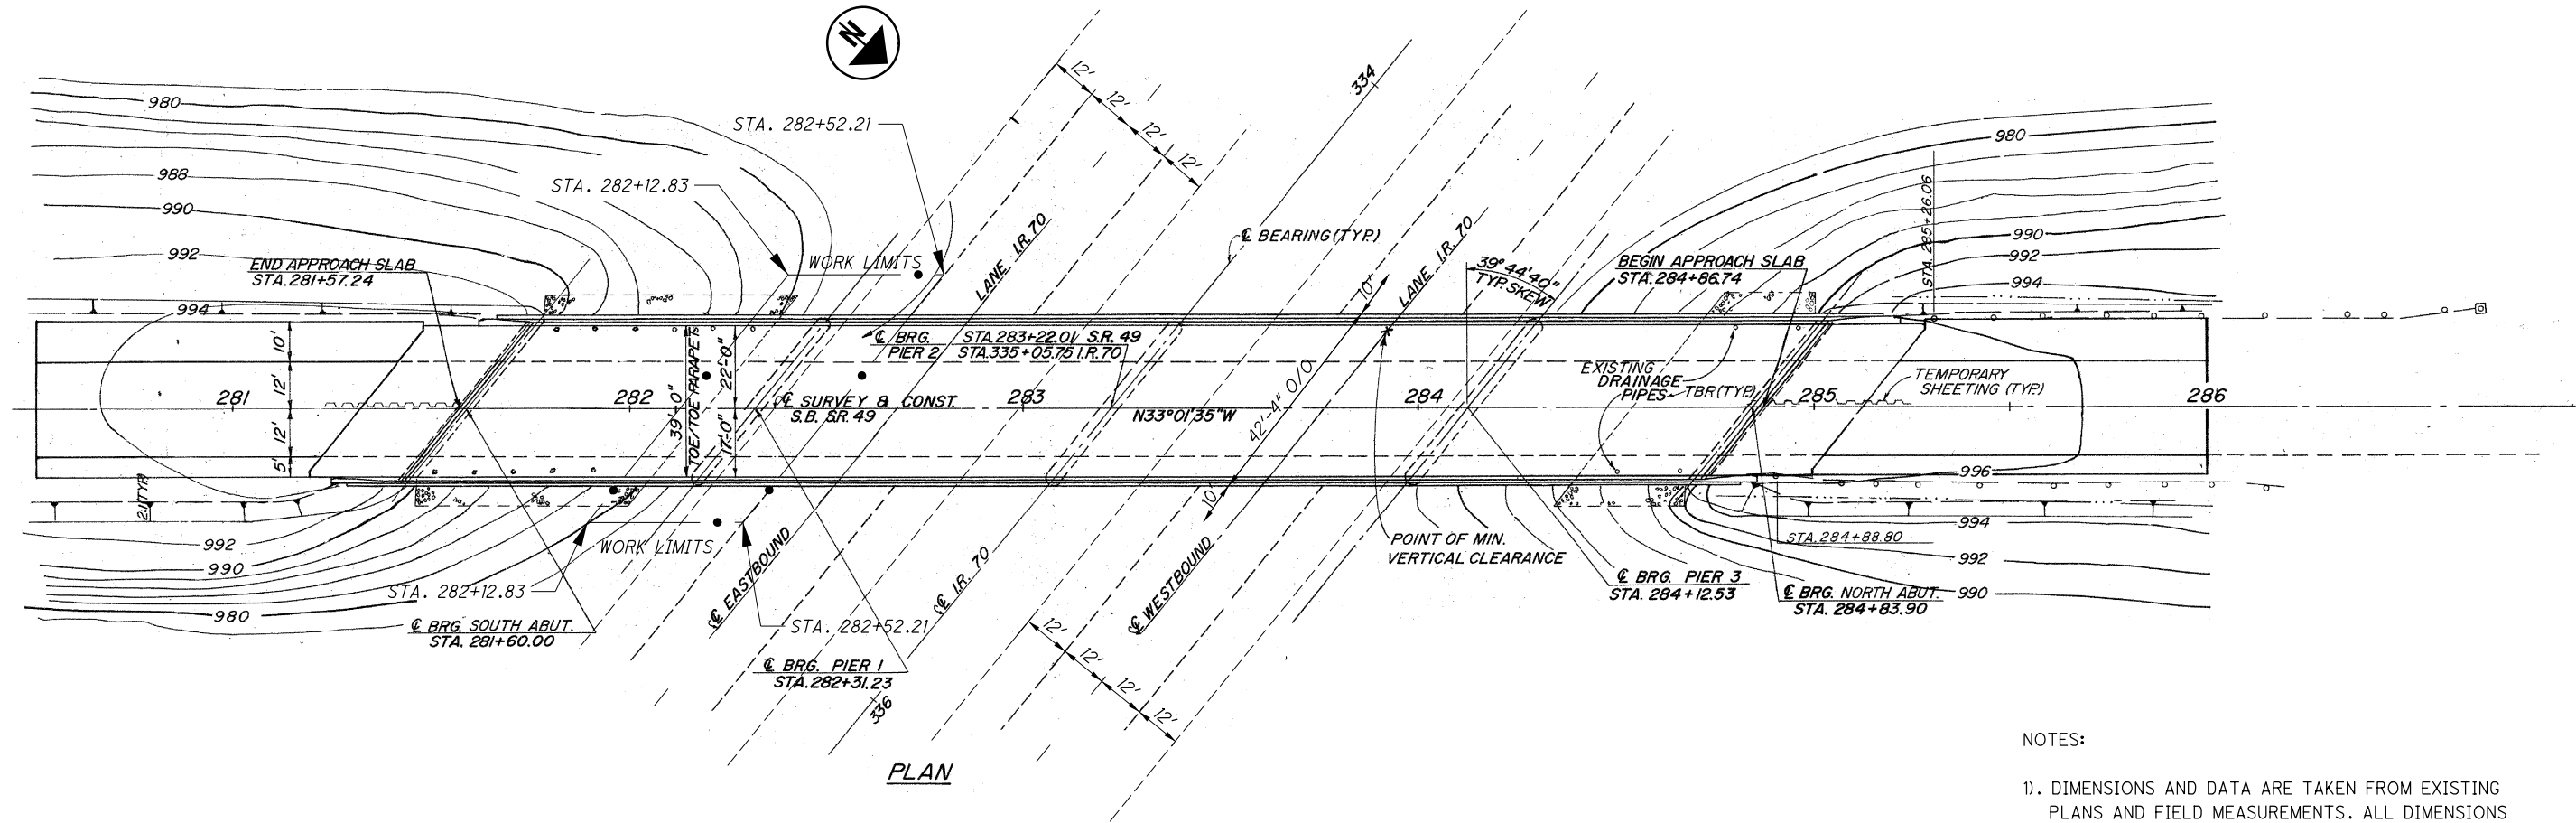 N
12'
12'
12'
12'
334
980
STA. 282+52.21
980
988
STA. 282+12.83
990
STA. 285+26.06
992
WORK LIMITS
LANE I.R. 70
℄ BEARING (TYP.)
LANE I.R. 70
990
992
994
END APPROACH SLAB
STA. 281+57.24
39°44'40"
TYP. SKEW
BEGIN APPROACH SLAB
STA. 284+86.74
994
10'
12'
12'
5'
39'-0"
TOE/TOE PARAPETS
22'-0"
17'-0"
℄ BRG. PIER 2
STA. 283+22.01 S.R. 49
STA. 335+05.75 I.R. 70
10'
42'-4" O/O
10'
EXISTING
DRAINAGE
PIPES TBR (TYP.)
TEMPORARY
SHEETING (TYP.)
281
282
283
284
285
286
℄ SURVEY & CONST.
S.B. S.R. 49
N33°01'35"W
2:1 (TYP.)
996
994
992
990
992
990
980
WORK LIMITS
STA. 282+12.83
℄ EASTBOUND
℄ I.R. 70
℄ WESTBOUND
POINT OF MIN.
VERTICAL CLEARANCE
STA. 284+88.80
℄ BRG. PIER 3
STA. 284+12.53
℄ BRG. NORTH ABUT.
STA. 284+83.90
℄ BRG. SOUTH ABUT.
STA. 281+60.00
STA. 282+52.21
℄ BRG. PIER 1
STA. 282+31.23
336
12'
12'
12'
12'
PLAN
NOTES:
1). DIMENSIONS AND DATA ARE TAKEN FROM EXISTING
PLANS AND FIELD MEASUREMENTS. ALL DIMENSIONS